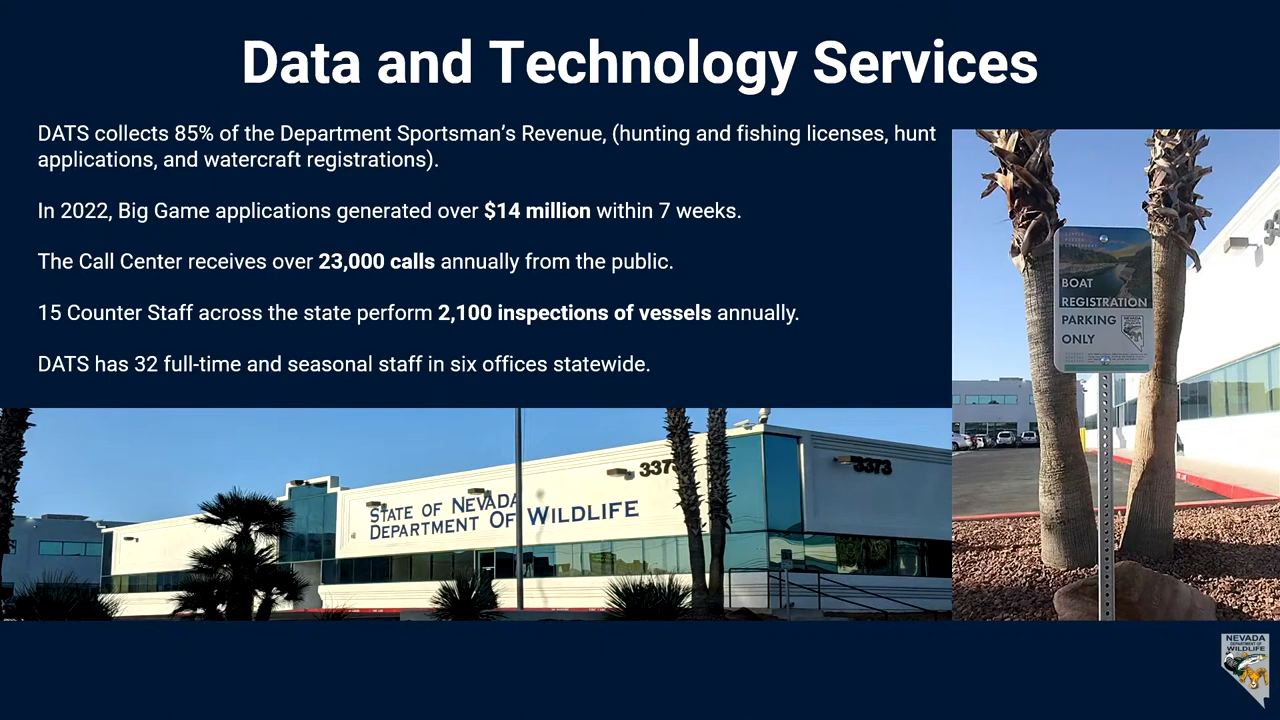 Data and Technology Services
DATS collects 85% of the Department Sportsman’s Revenue, (hunting and fishing licenses, hunt
applications, and watercraft registrations).
In 2022, Big Game applications generated over $14 million within 7 weeks.
The Call Center receives over 23,000 calls annually from the public.
15 Counter Staff across the state perform 2,100 inspections of vessels annually.
DATS has 32 full-time and seasonal staff in six offices statewide.
BOAT
REGISTRATION
PARKING
ONLY
3373
3373
STATE OF NEVADA
DEPARTMENT OF WILDLIFE
NEVADA
DEPARTMENT OF
WILDLIFE